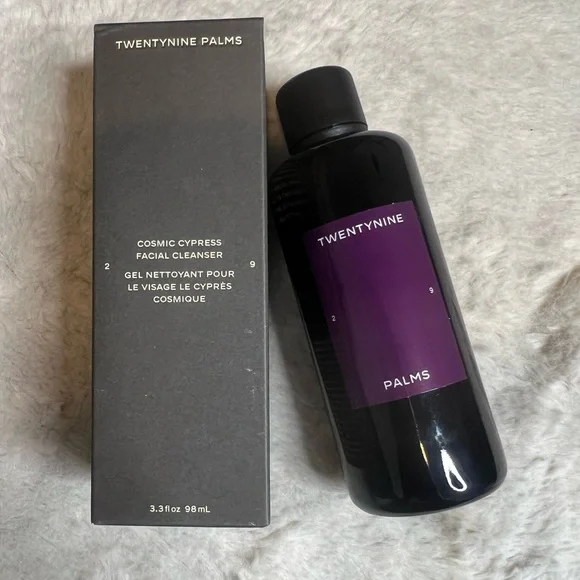 TWENTYNINE PALMS
COSMIC CYPRESS
FACIAL CLEANSER
2 9
GEL NETTOYANT POUR
LE VISAGE LE CYPRÈS
COSMIQUE
3.3 fl oz 98 mL
TWENTYNINE
2 9
PALMS